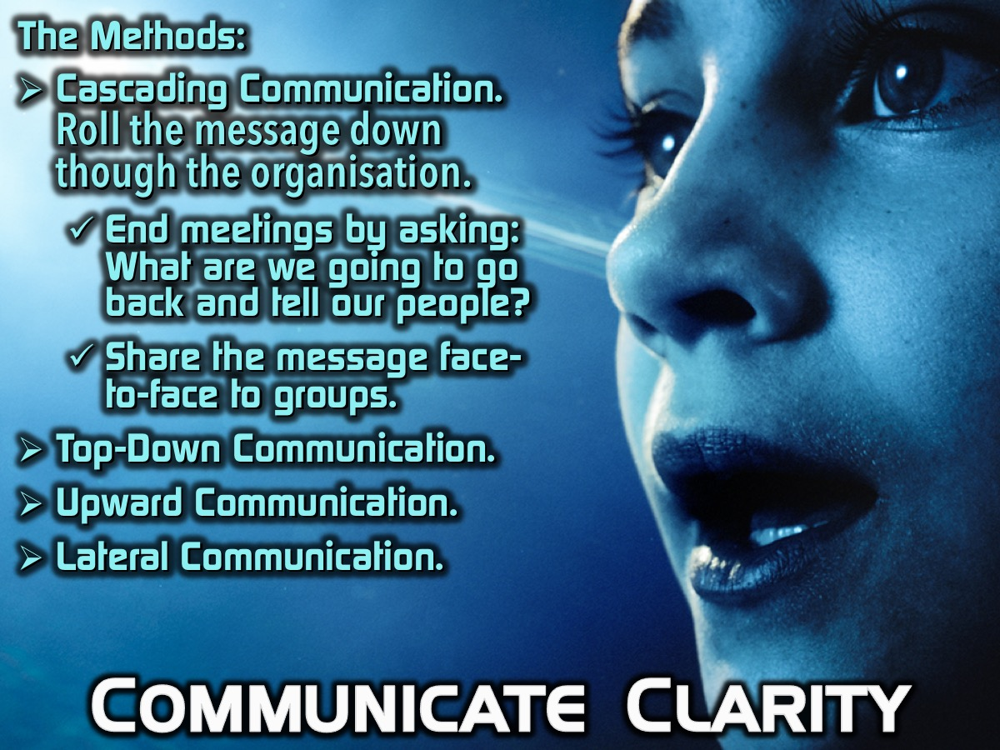 The Methods:
➢ Cascading Communication.
Roll the message down
though the organisation.
✓ End meetings by asking:
What are we going to go
back and tell our people?
✓ Share the message face-
to-face to groups.
➢ Top-Down Communication.
➢ Upward Communication.
➢ Lateral Communication.
Communicate Clarity